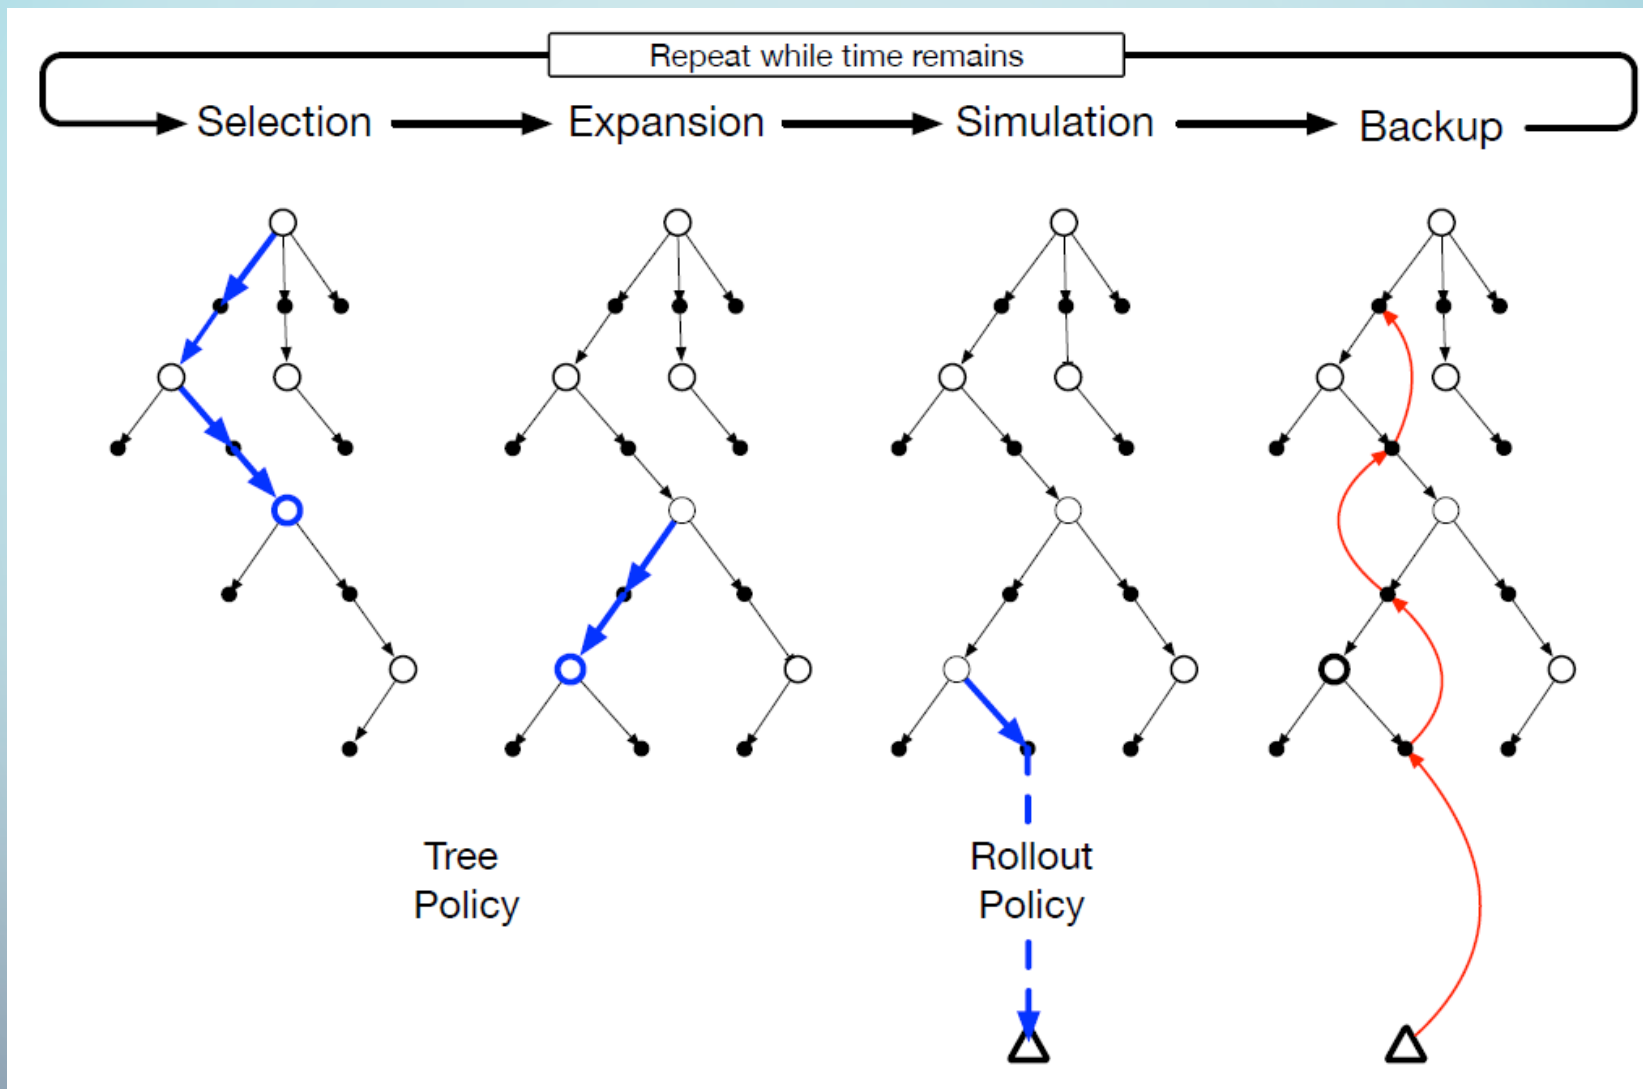 Repeat while time remains
Selection
Expansion
Simulation
Backup
Tree
Policy
Rollout
Policy